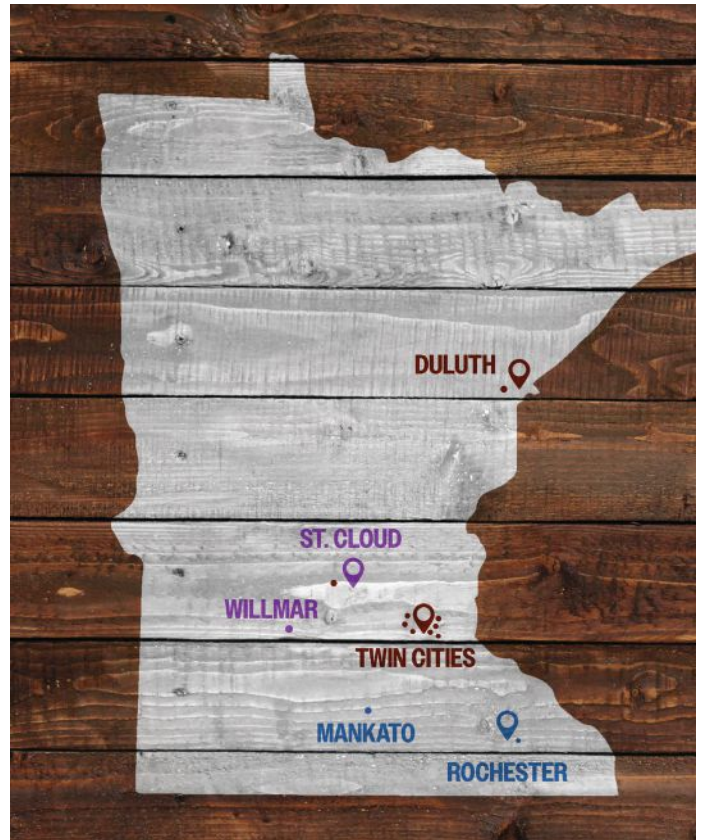 DULUTH
ST. CLOUD
WILLMAR
TWIN CITIES
MANKATO
ROCHESTER